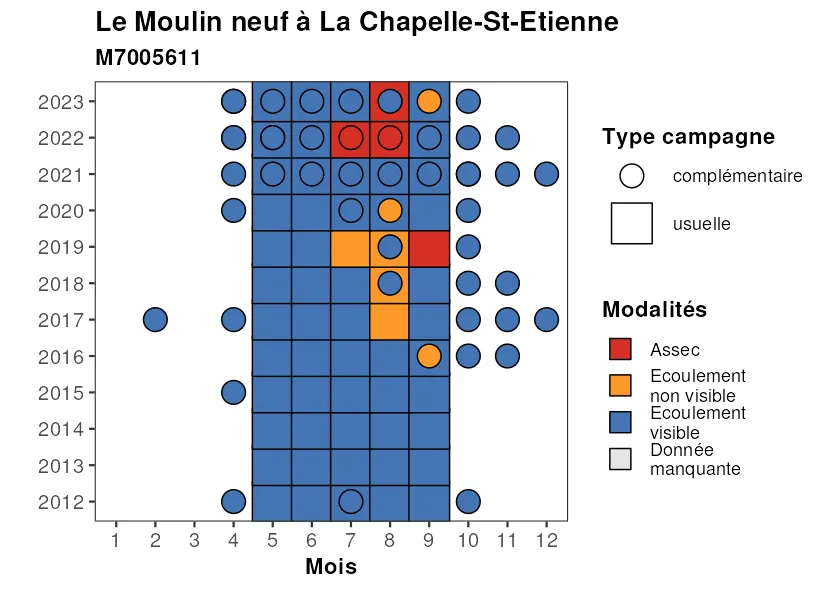 Le Moulin neuf à La Chapelle-St-Etienne
M7005611
2023
2022
2021
2020
2019
2018
2017
2016
2015
2014
2013
2012
1 2 3 4 5 6 7 8 9 10 11 12
Mois
Type campagne
complémentaire
usuelle
Modalités
Assec
Ecoulement
non visible
Ecoulement
visible
Donnée
manquante